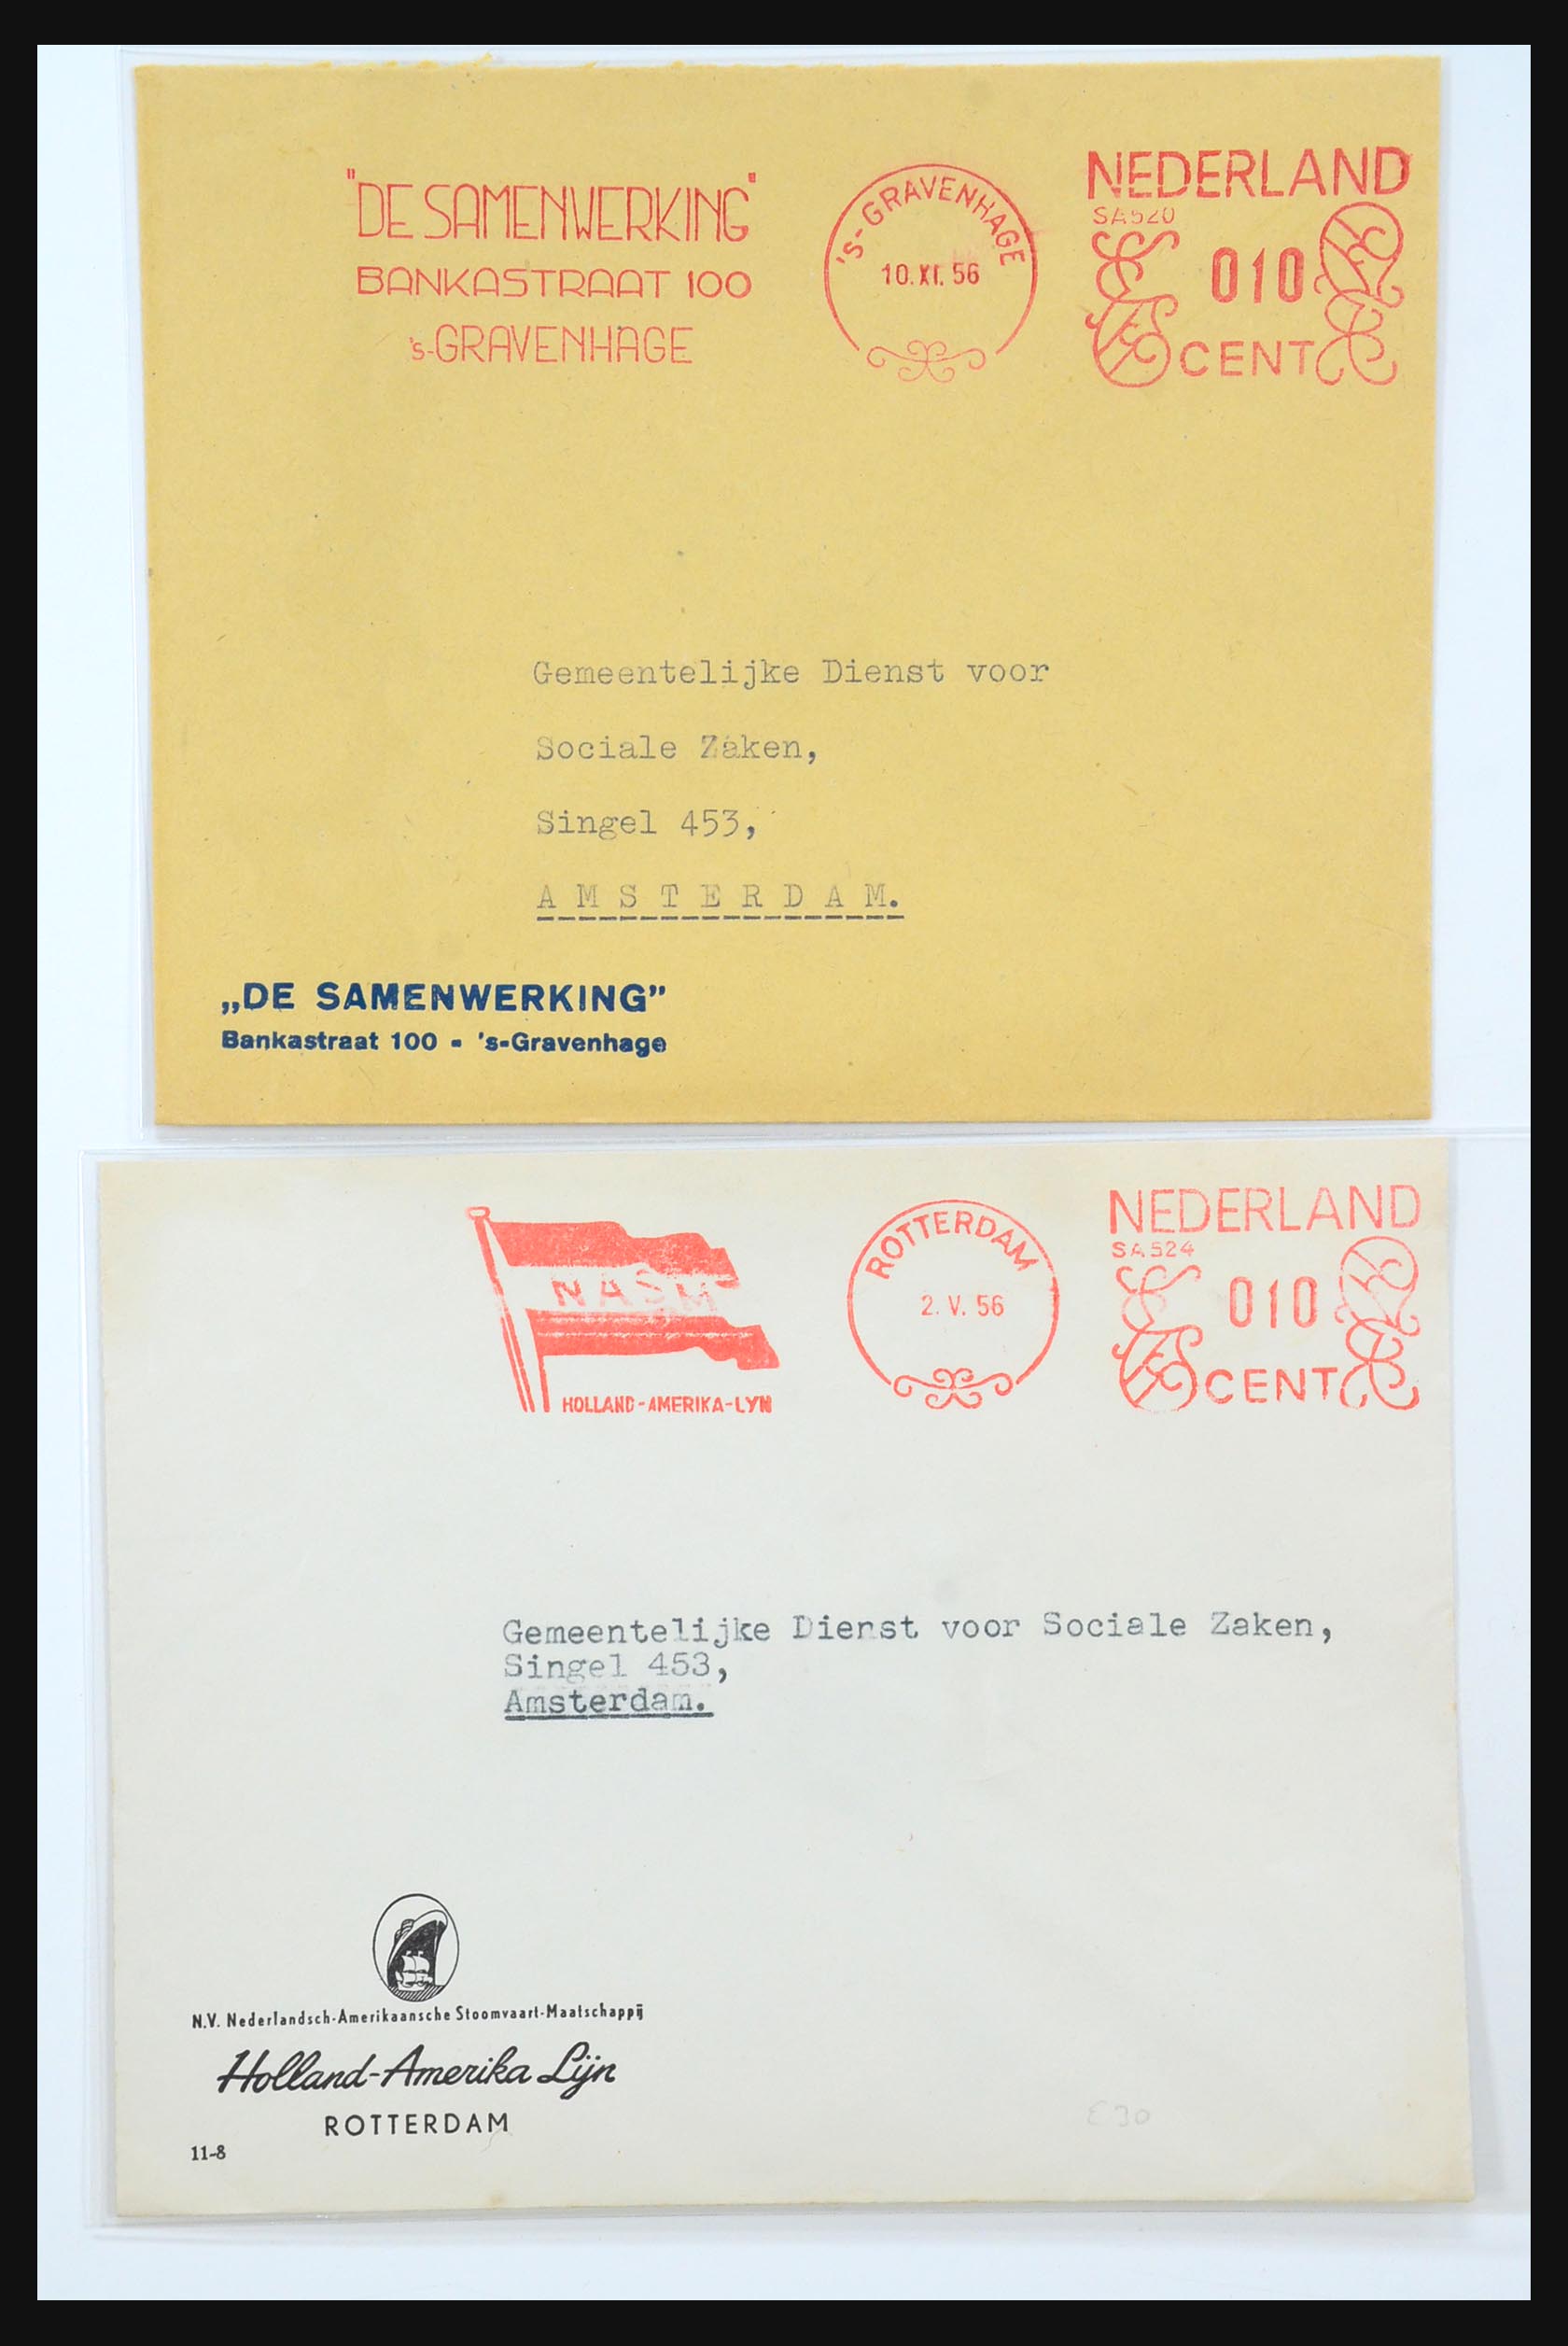 "DE SAMENWERKING"
BANKASTRAAT 100
's-GRAVENHAGE
's-GRAVENHAGE
10.XI.56
NEDERLAND
SA520
010
CENT
Gemeentelijke Dienst voor
Sociale Zaken,
Singel 453,
AMSTERDAM.
„DE SAMENWERKING”
Bankastraat 100 - 's-Gravenhage
NASM
HOLLAND-AMERIKA-LYN
ROTTERDAM
2.V.56
NEDERLAND
SA524
010
CENT
Gemeentelijke Dienst voor Sociale Zaken,
Singel 453,
Amsterdam.
N.V. Nederlandsch-Amerikaansche Stoomvaart-Maatschappij
Holland-Amerika Lijn
ROTTERDAM
11-8